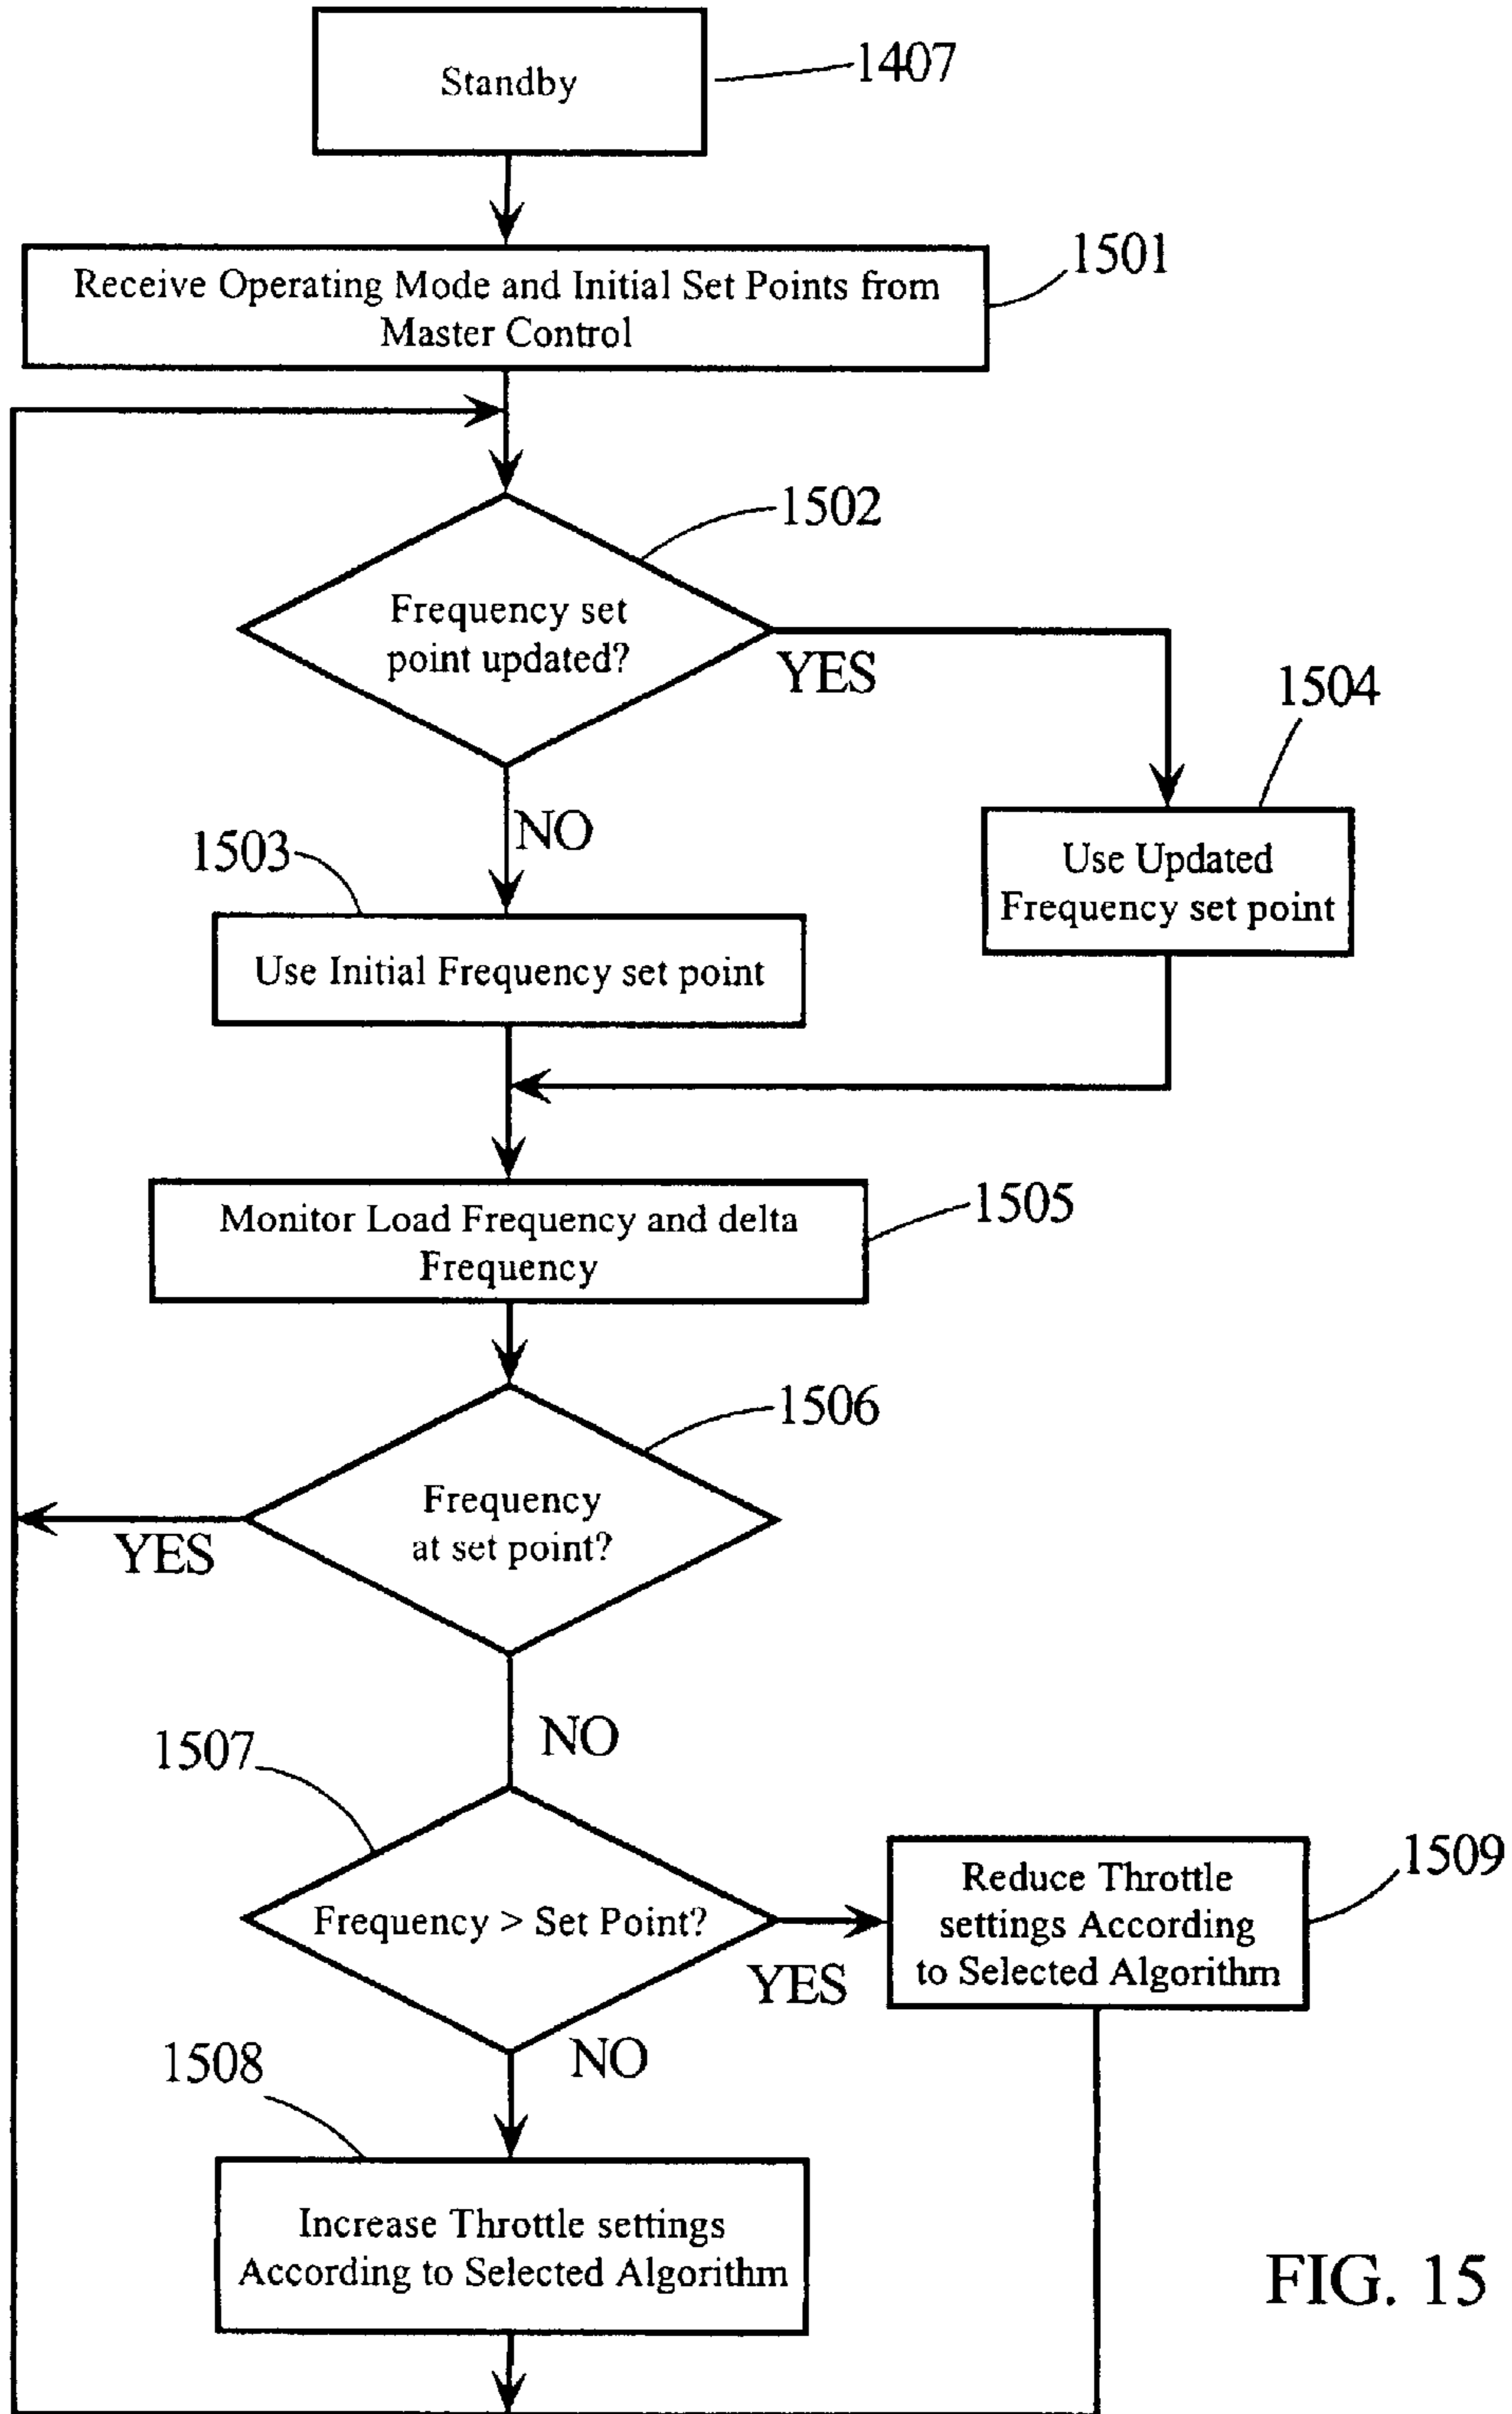 Standby
1407
Receive Operating Mode and Initial Set Points from
Master Control
1501
1502
Frequency set
point updated?
YES
1504
NO
1503
Use Updated
Frequency set point
Use Initial Frequency set point
Monitor Load Frequency and delta
Frequency
1505
1506
Frequency
at set point?
YES
NO
1507
Frequency > Set Point?
YES
Reduce Throttle
settings According
to Selected Algorithm
1509
NO
1508
Increase Throttle settings
According to Selected Algorithm
FIG. 15